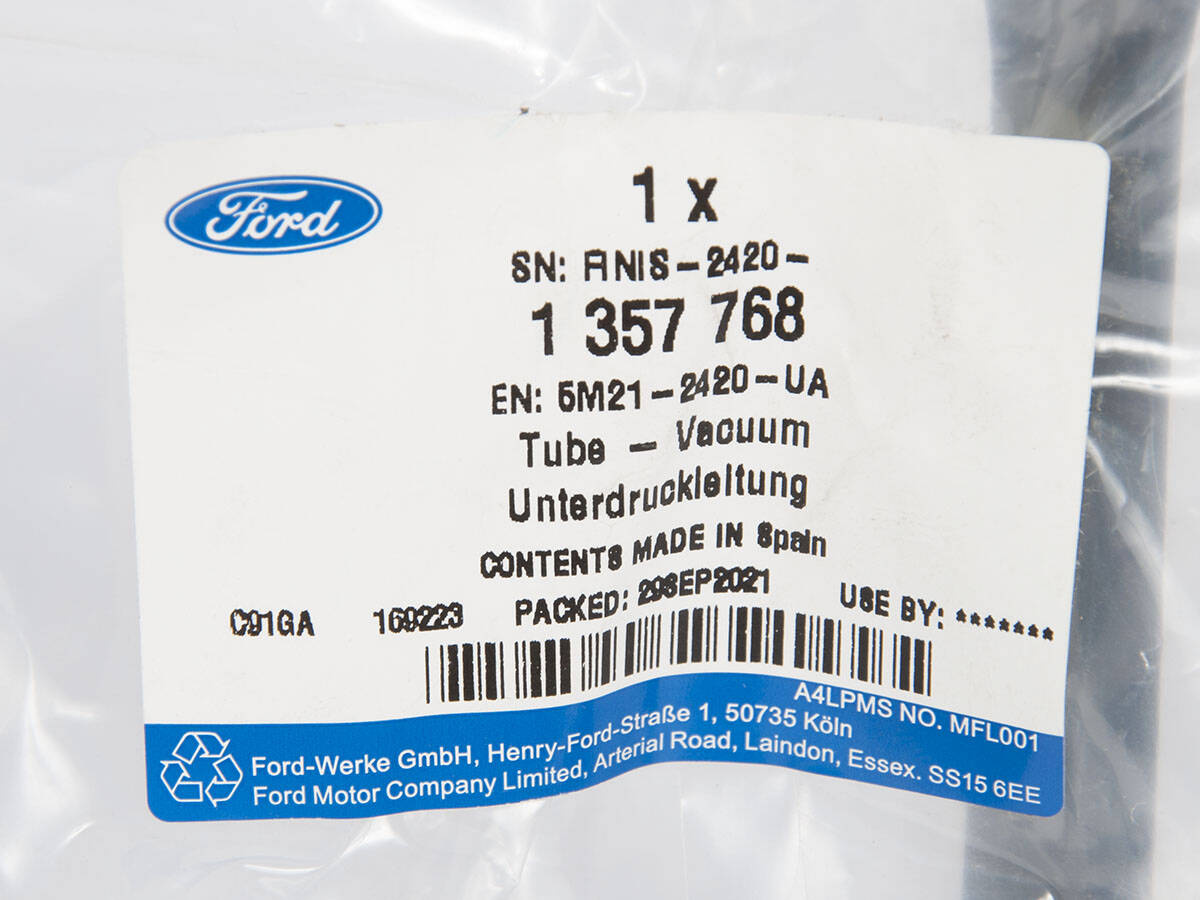 Ford
1 x
SN: FINIS-2420-
1 357 768
EN: 5M21-2420-UA
Tube - Vacuum
Unterdruckleitung
CONTENTS MADE IN Spain
C91GA 169223 PACKED: 29SEP2021 USE BY: *******
A4LPMS NO. MFL001
Ford-Werke GmbH, Henry-Ford-Straße 1, 50735 Köln
Ford Motor Company Limited, Arterial Road, Laindon, Essex. SS15 6EE